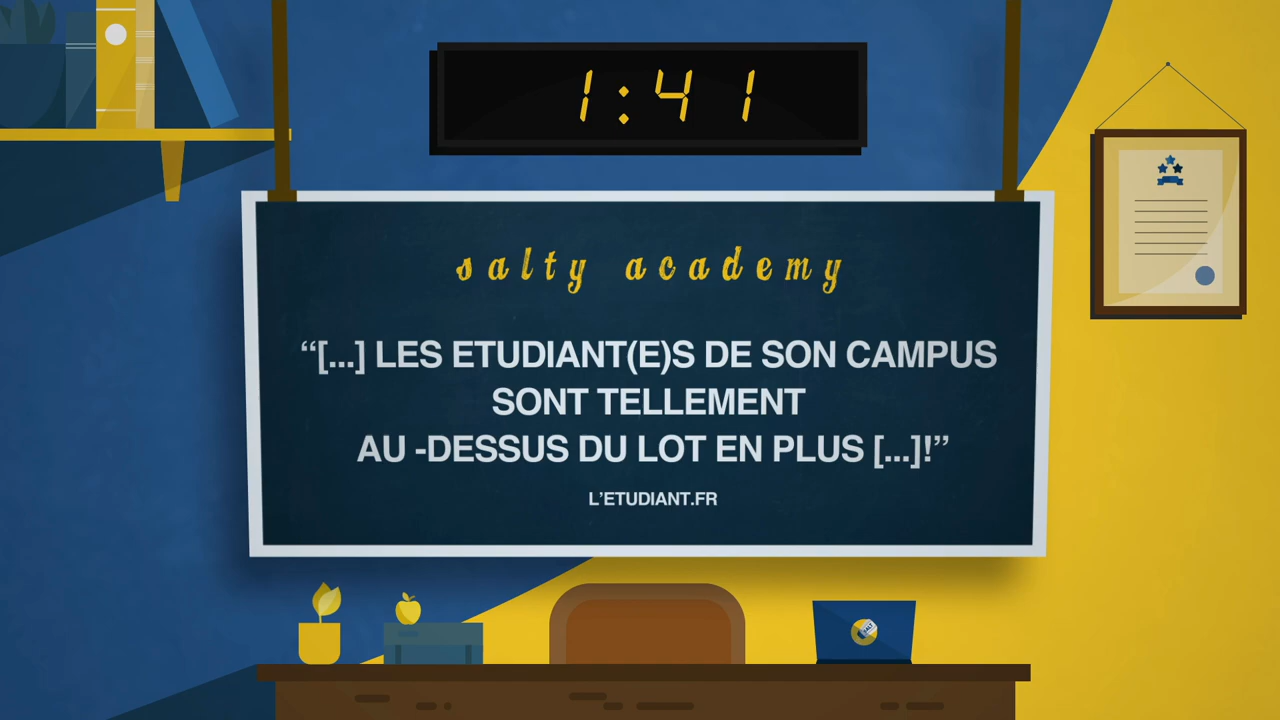 1:41
salty academy
“[...] LES ETUDIANT(E)S DE SON CAMPUS
SONT TELLEMENT
AU -DESSUS DU LOT EN PLUS [...]!”
L’ETUDIANT.FR